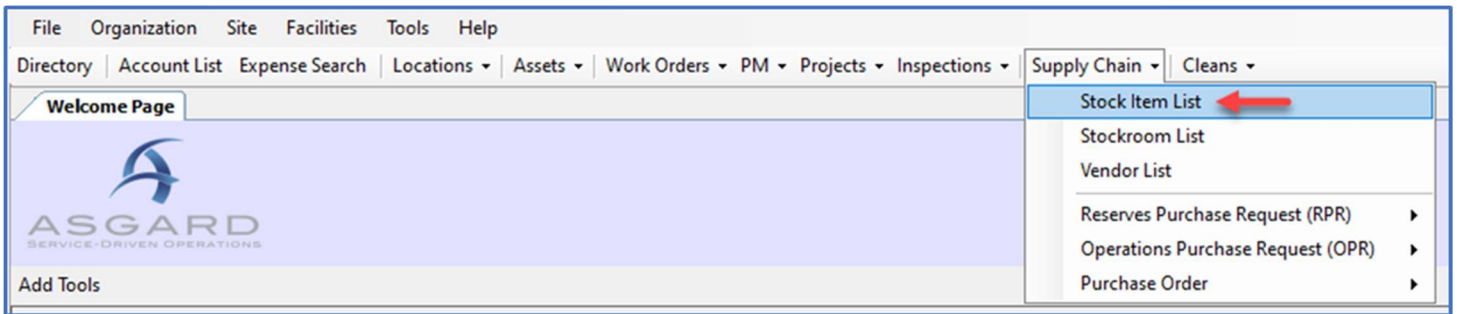 File Organization Site Facilities Tools Help
Directory Account List Expense Search Locations Assets Work Orders PM Projects Inspections Supply Chain Cleans
Welcome Page
Stock Item List
Stockroom List
Vendor List
Reserves Purchase Request (RPR)
Operations Purchase Request (OPR)
Purchase Order
ASGARD
SERVICE-DRIVEN OPERATIONS
Add Tools